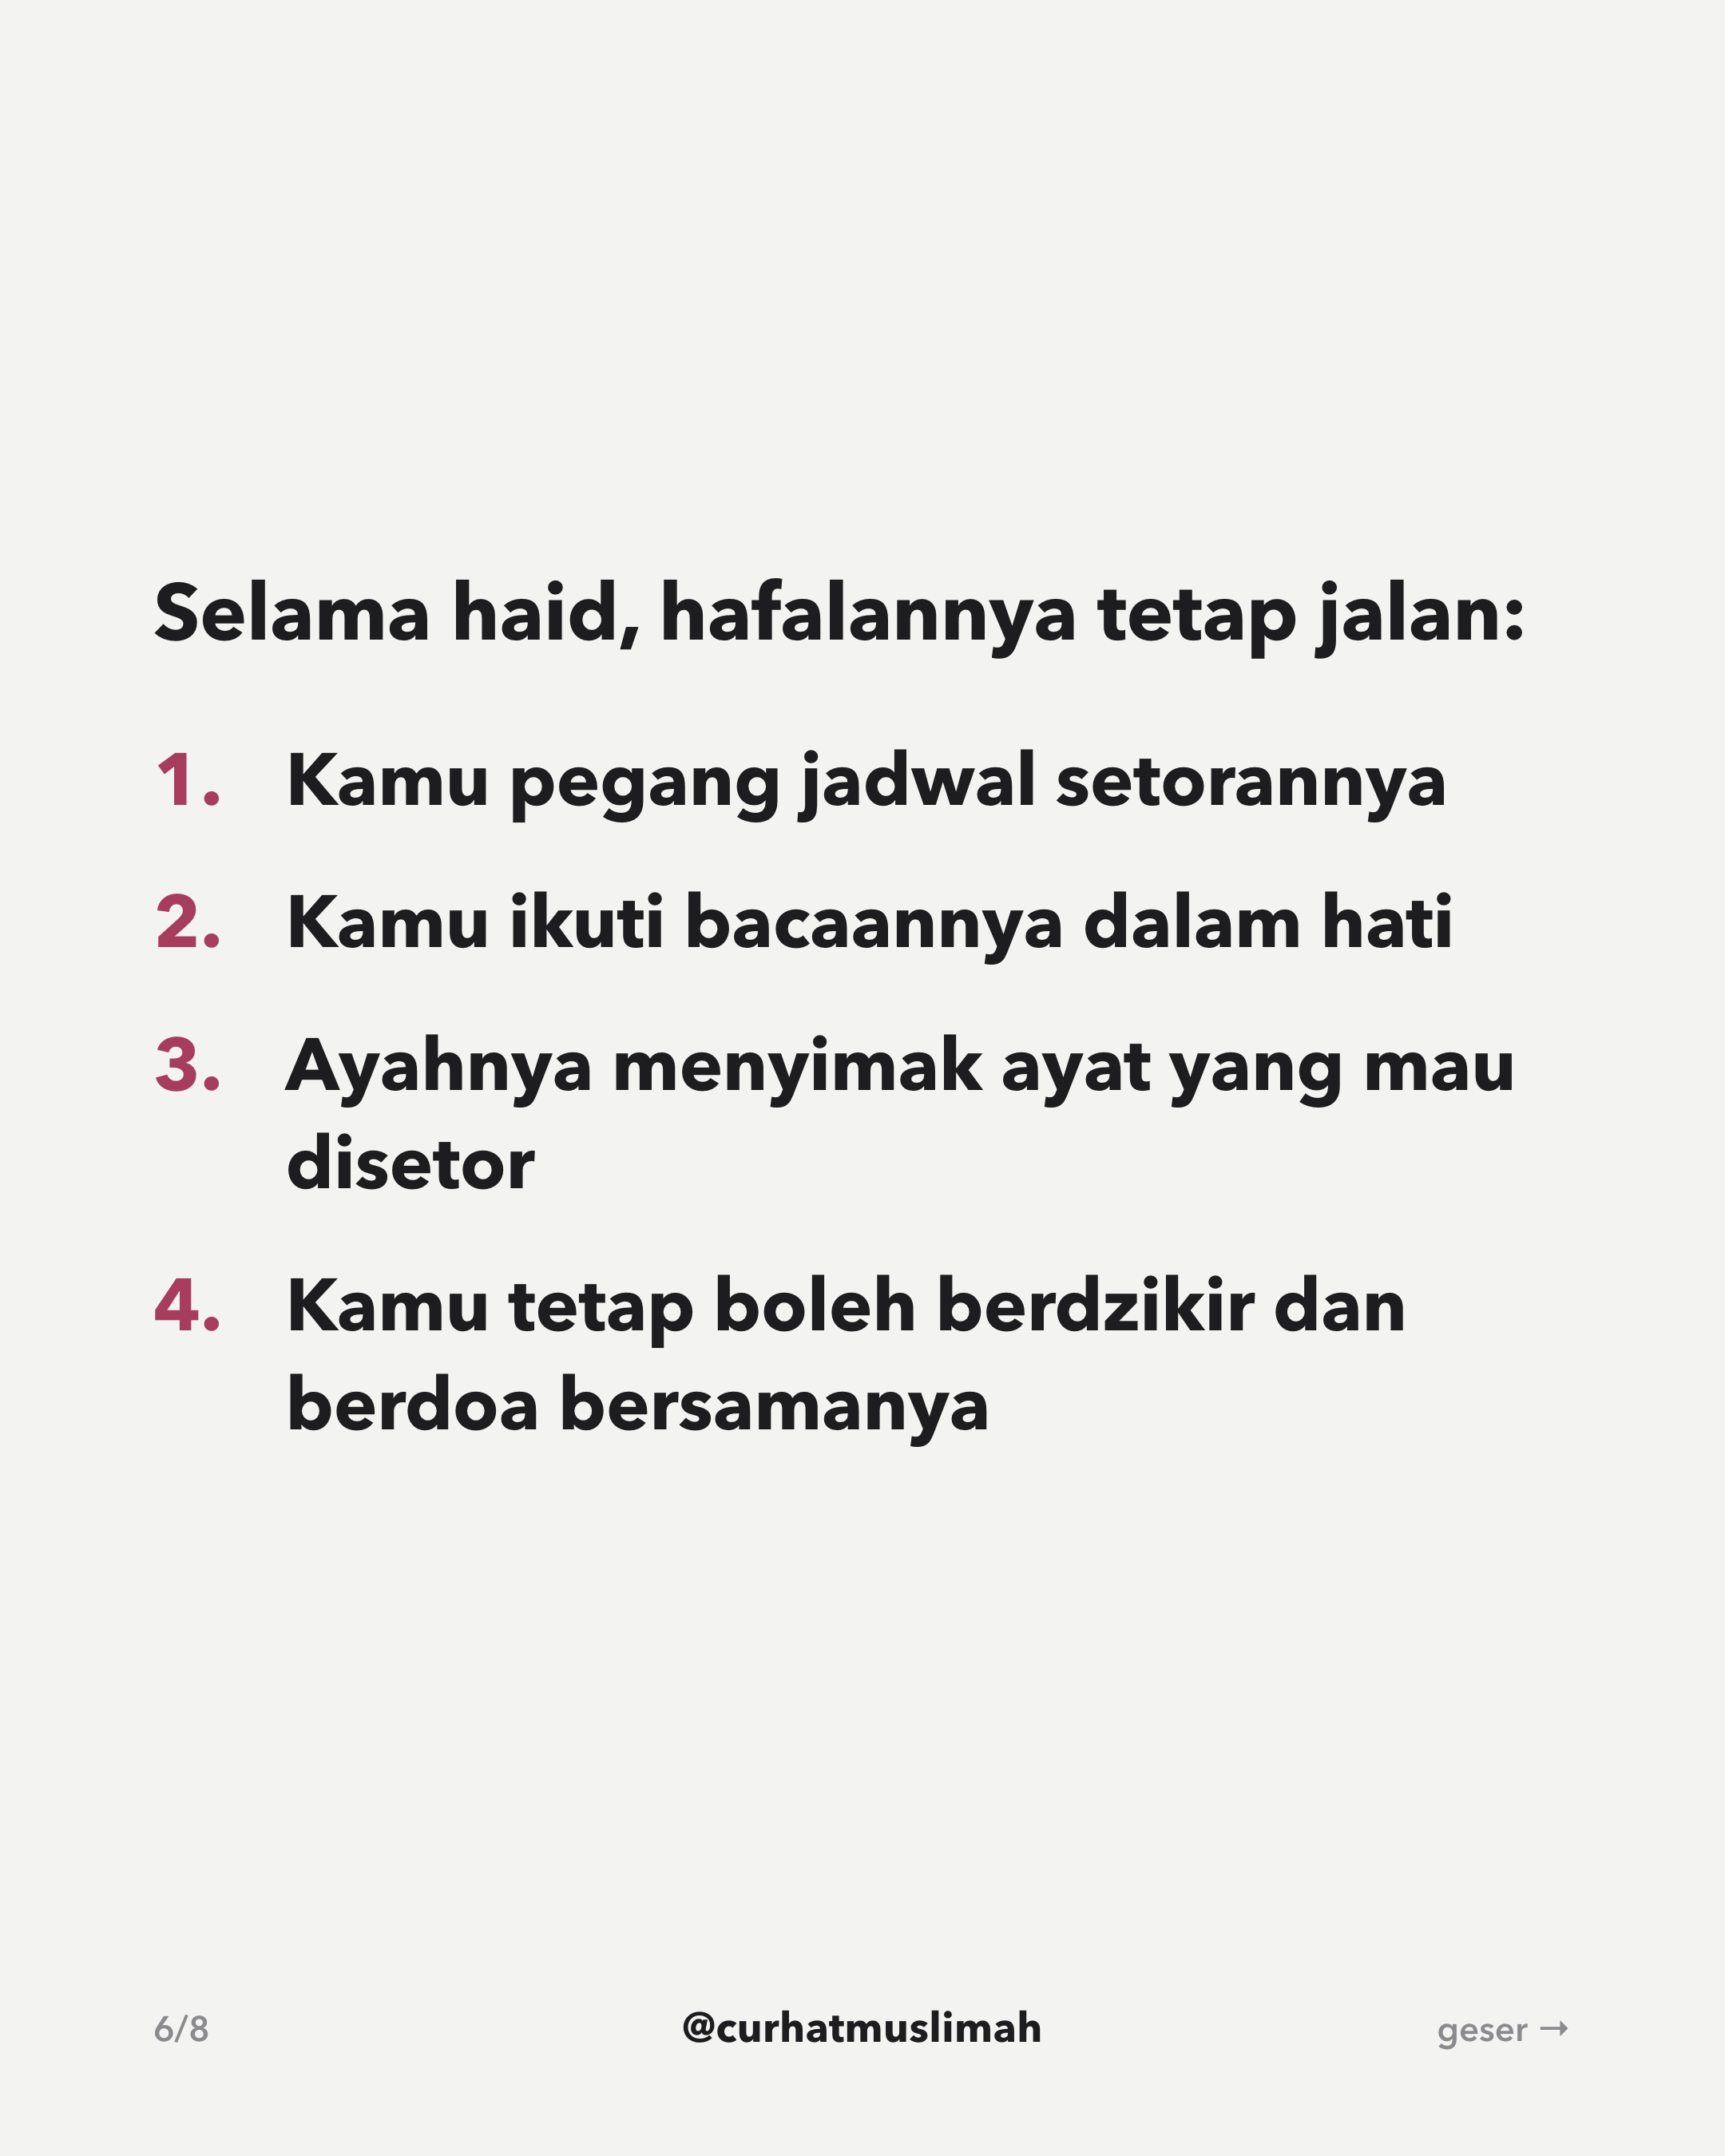 Selama haid, hafalannya tetap jalan:
1. Kamu pegang jadwal setorannya
2. Kamu ikuti bacaannya dalam hati
3. Ayahnya menyimak ayat yang mau
disetor
4. Kamu tetap boleh berdzikir dan
berdoa bersamanya
6/8 @curhatmuslimah geser →